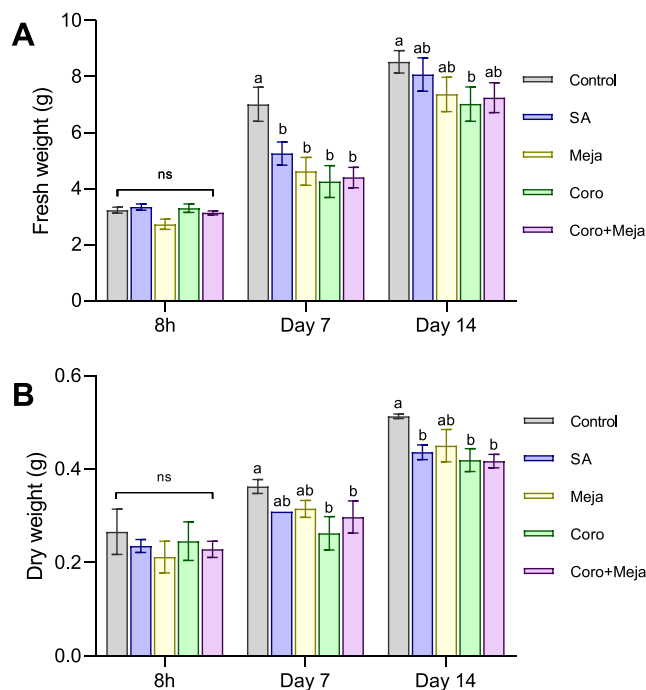 A
Fresh weight (g)
10
8
6
4
2
0
ns
a
b
b
b
b
a
ab
ab
b
ab
8h
Day 7
Day 14
Control
SA
Meja
Coro
Coro+Meja
B
Dry weight (g)
0.6
0.4
0.2
0.0
ns
a
ab
ab
b
b
a
b
ab
b
b
8h
Day 7
Day 14
Control
SA
Meja
Coro
Coro+Meja